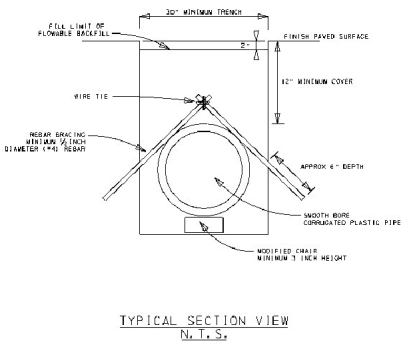 30" MINIMUM TRENCH
FILL LIMIT OF
FLOWABLE BACKFILL
FINISH PAVED SURFACE
2"
12" MINIMUM COVER
WIRE TIE
REBAR BRACING
MINIMUM ½ INCH
DIAMETER (#4) REBAR
APPROX 6" DEPTH
SMOOTH BORE
CORRUGATED PLASTIC PIPE
MODIFIED CHAIR
MINIMUM 3 INCH HEIGHT
TYPICAL SECTION VIEW
N.T.S.